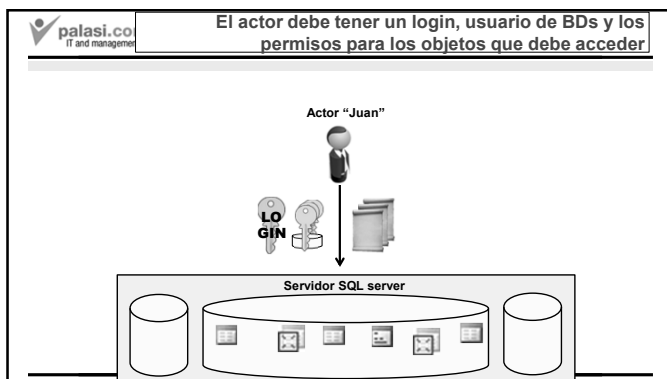 palasi.co
IT and managemen
El actor debe tener un login, usuario de BDs y los
permisos para los objetos que debe acceder
Actor “Juan”
LO
GIN
Servidor SQL server